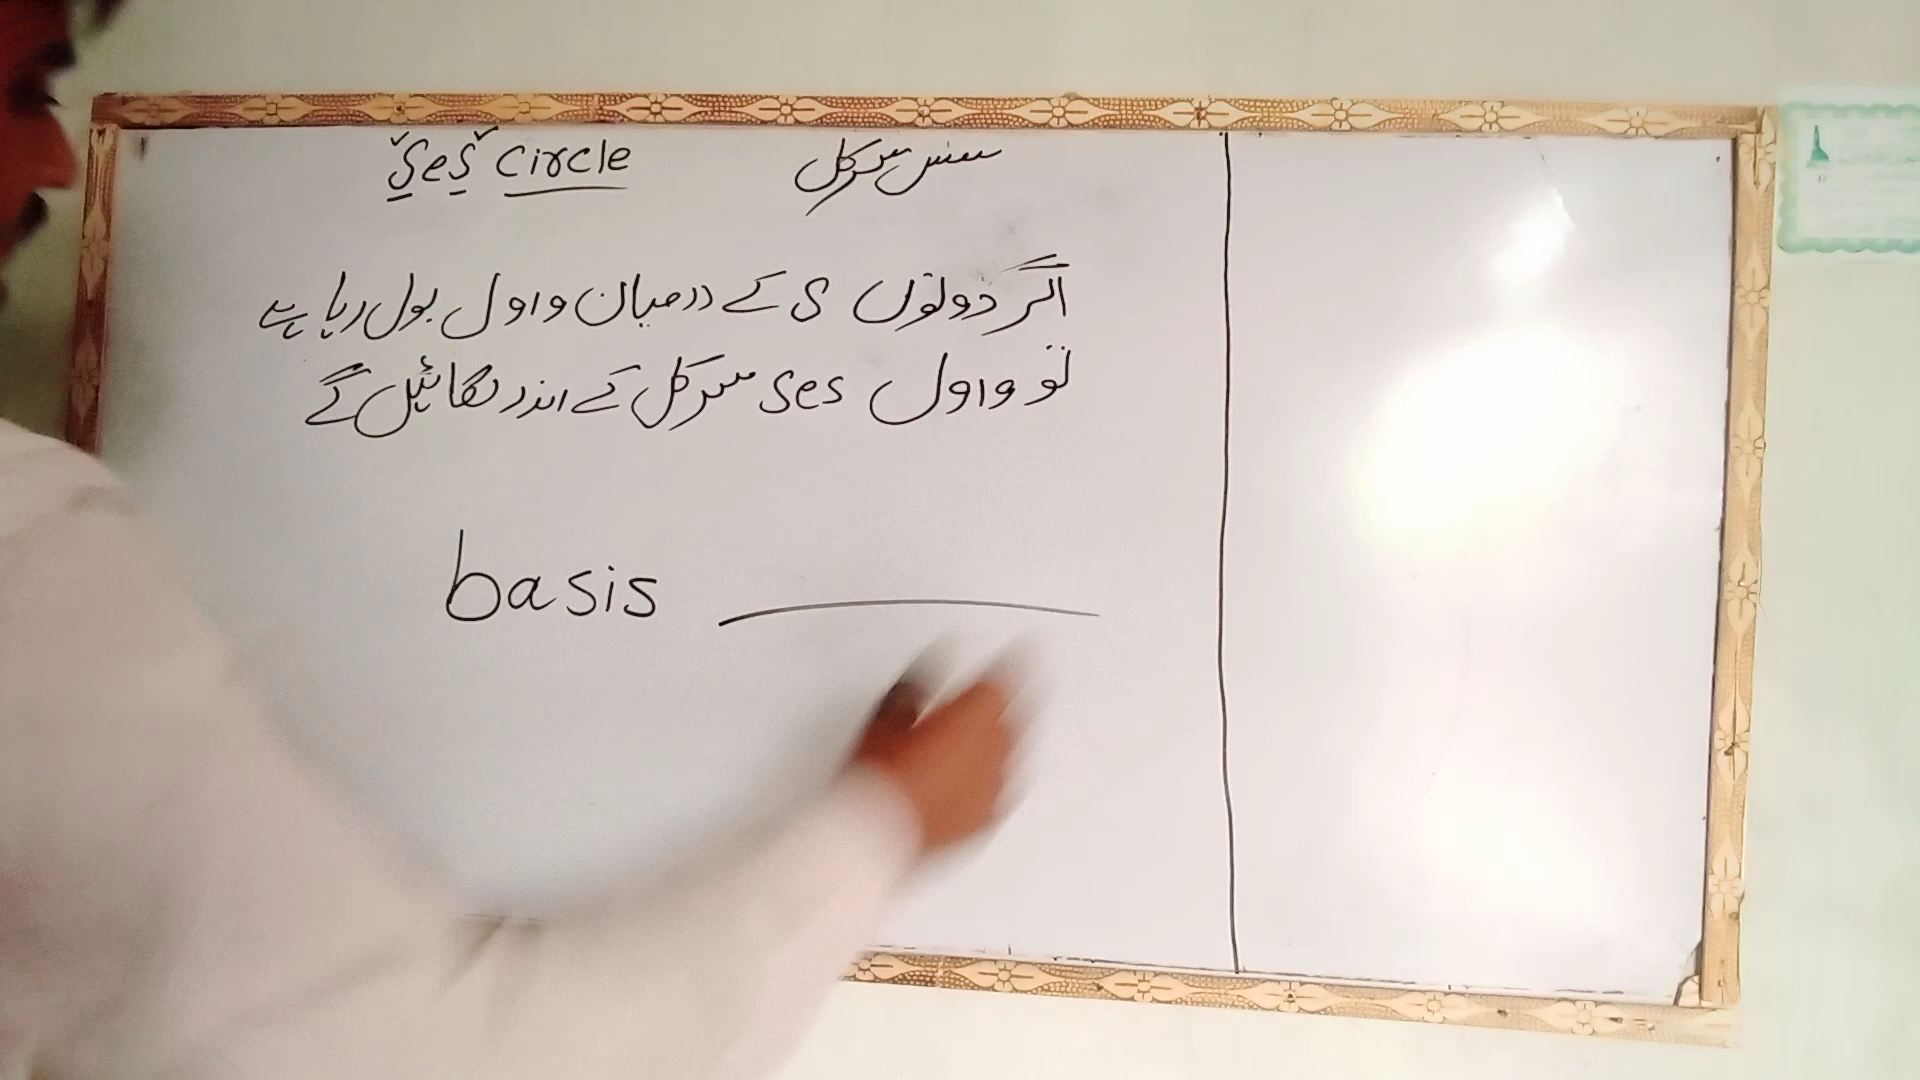 Ses Circle سسس سرکل
اگر دونوں S کے درمیان واول بول رہا ہے
تو واول Ses سرکل کے اندر لگائیں گے
basis